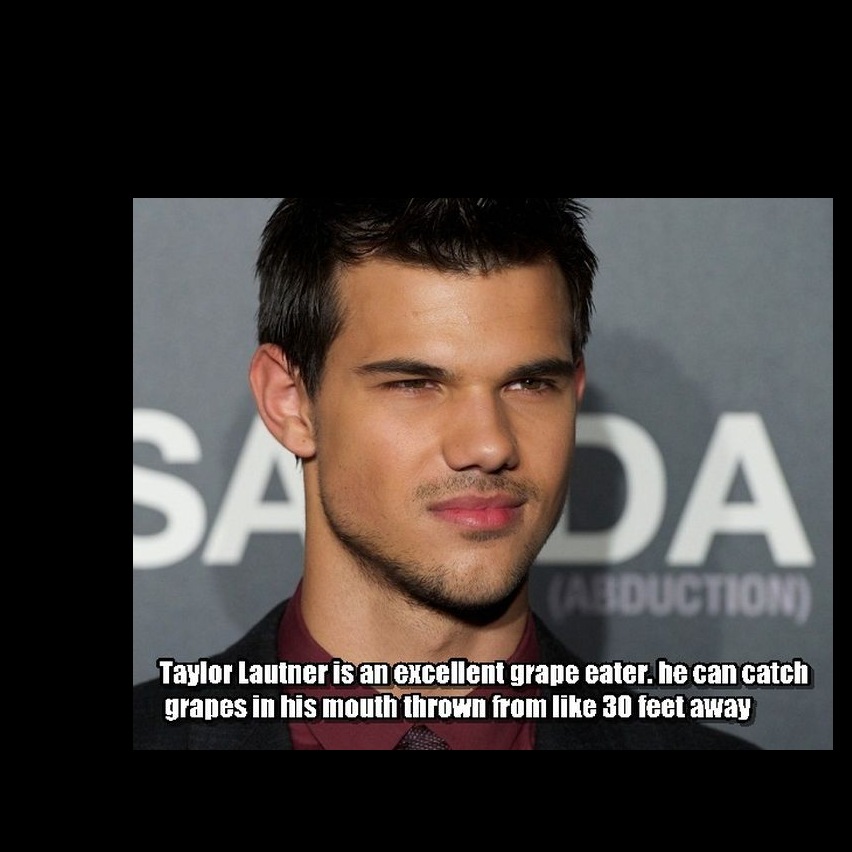 SA DA
(ABDUCTION)
Taylor Lautner is an excellent grape eater. he can catch
grapes in his mouth thrown from like 30 feet away